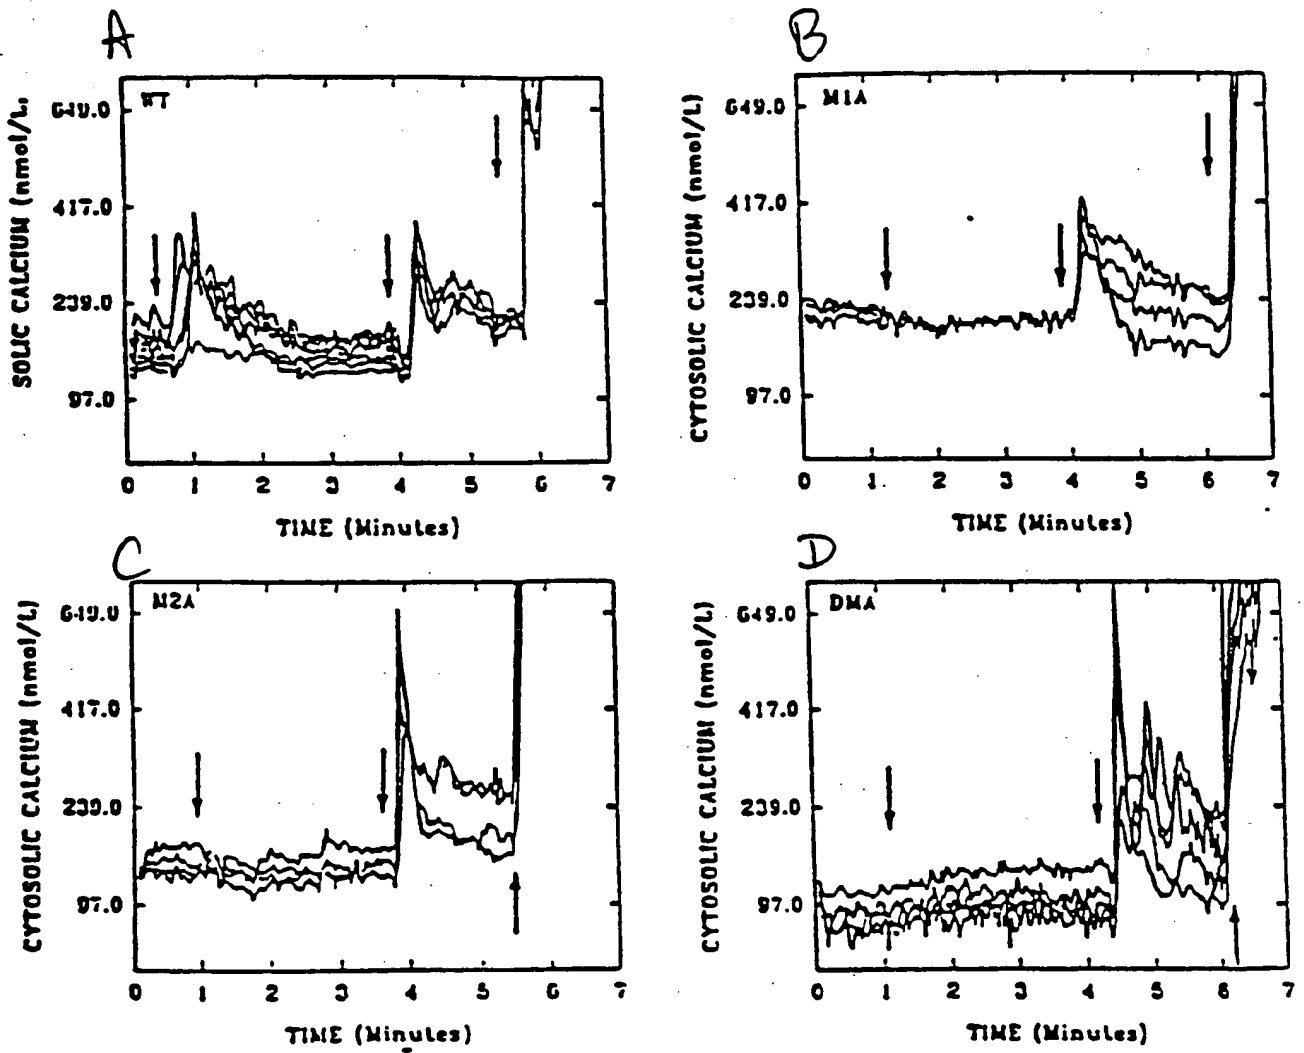 A
WT
SOLIC CALCIUM (nmol/L)
649.0
417.0
239.0
97.0
0 1 2 3 4 5 6 7
TIME (Minutes)
B
M1A
CYTOSOLIC CALCIUM (nmol/L)
649.0
417.0
239.0
97.0
0 1 2 3 4 5 6 7
TIME (Minutes)
C
M2A
CYTOSOLIC CALCIUM (nmol/L)
649.0
417.0
239.0
97.0
0 1 2 3 4 5 6 7
TIME (Minutes)
D
DMA
CYTOSOLIC CALCIUM (nmol/L)
649.0
417.0
239.0
97.0
0 1 2 3 4 5 6 7
TIME (Minutes)